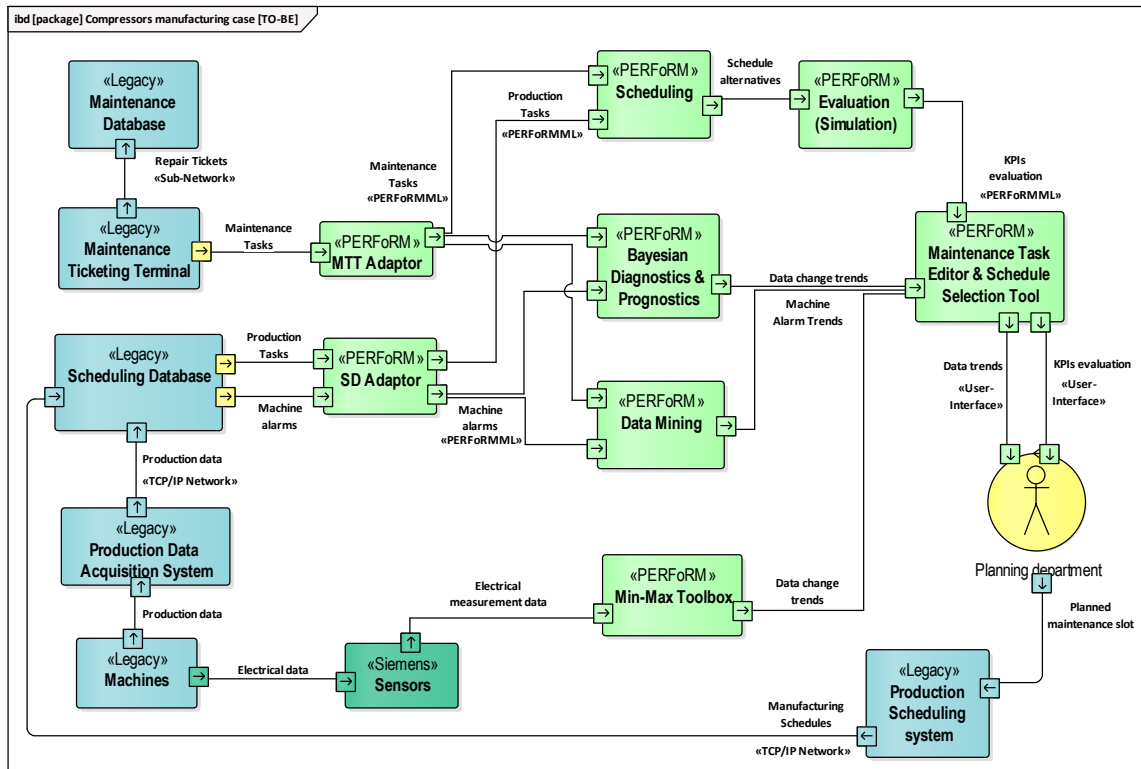 ibd [package] Compressors manufacturing case [TO-BE]
«Legacy»
Maintenance
Database
Repair Tickets
«Sub-Network»
«Legacy»
Maintenance
Ticketing Terminal
Maintenance
Tasks
«PERFoRM»
MTT Adaptor
Maintenance
Tasks
«PERFoRMML»
Production
Tasks
«PERFoRMML»
«PERFoRM»
Scheduling
Schedule
alternatives
«PERFoRM»
Evaluation
(Simulation)
KPIs
evaluation
«PERFoRMML»
«PERFoRM»
Maintenance Task
Editor & Schedule
Selection Tool
«PERFoRM»
Bayesian
Diagnostics &
Prognostics
Data change trends
Machine
Alarm Trends
«Legacy»
Scheduling Database
Production
Tasks
Machine
alarms
«PERFoRM»
SD Adaptor
Machine
alarms
«PERFoRMML»
«PERFoRM»
Data Mining
Data trends
«User-
Interface»
KPIs evaluation
«User-
Interface»
Planning department
Production data
«TCP/IP Network»
«Legacy»
Production Data
Acquisition System
Production data
«Legacy»
Machines
Electrical data
«Siemens»
Sensors
Electrical
measurement data
«PERFoRM»
Min-Max Toolbox
Data change
trends
Planned
maintenance slot
«Legacy»
Production
Scheduling
system
Manufacturing
Schedules
«TCP/IP Network»